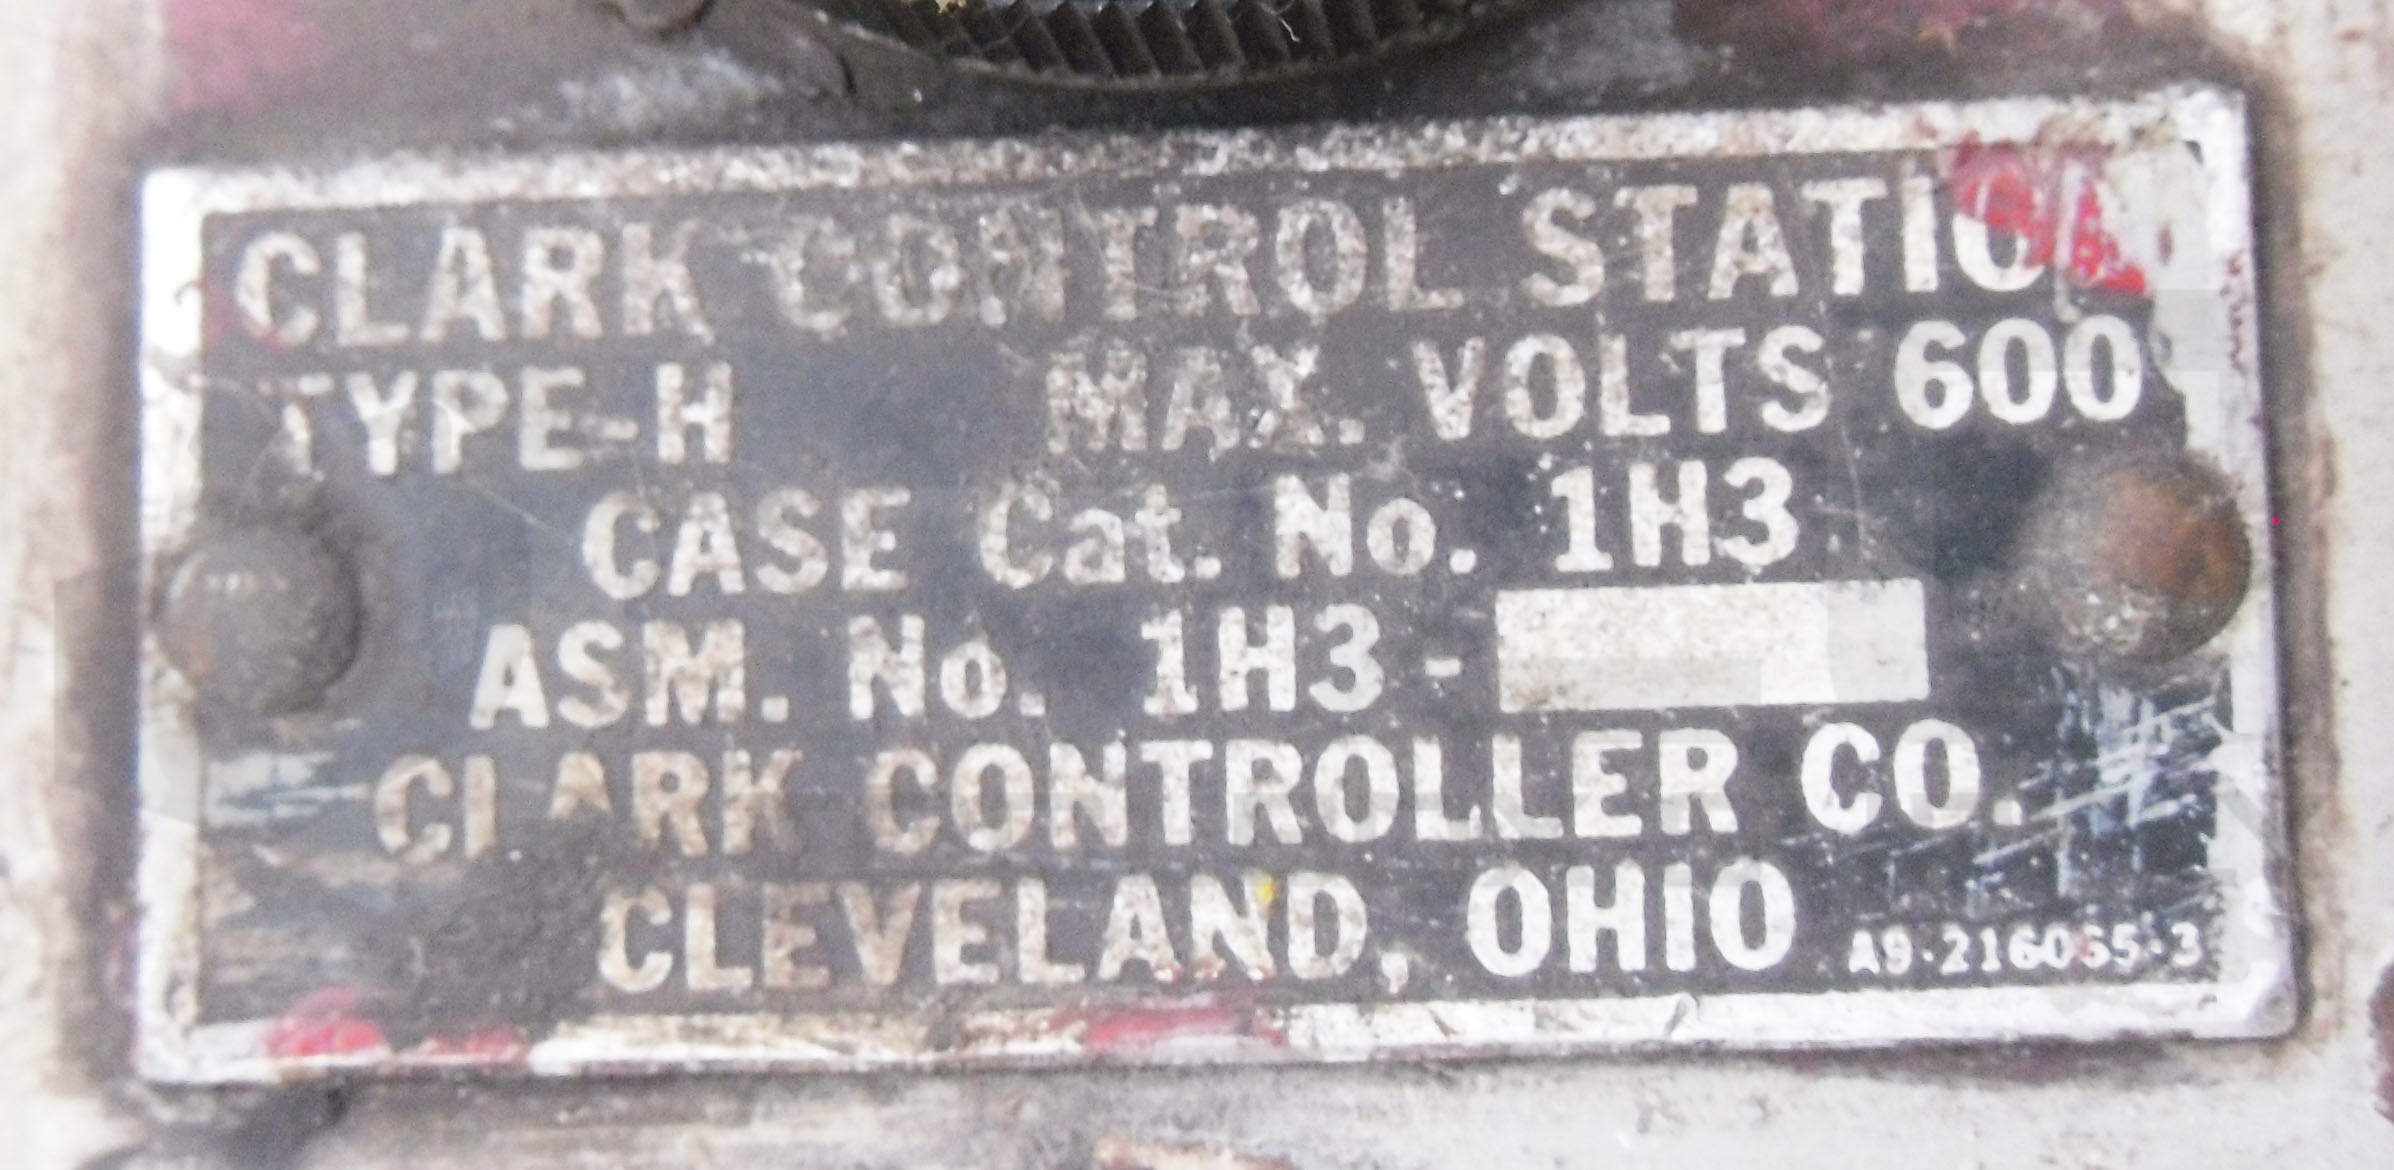 CLARK CONTROL STATION
TYPE-H MAX. VOLTS 600
CASE Cat. No. 1H3
ASM. No. 1H3-
CLARK CONTROLLER CO.
CLEVELAND, OHIO A9-216065-3